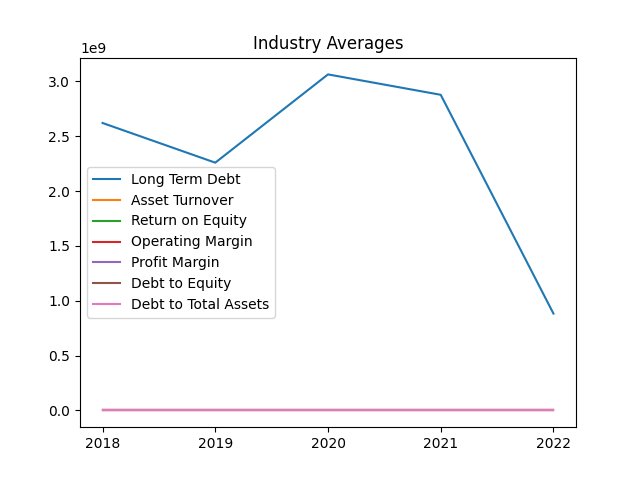 Industry Averages
1e9
3.0
2.5
2.0
1.5
1.0
0.5
0.0
Long Term Debt
Asset Turnover
Return on Equity
Operating Margin
Profit Margin
Debt to Equity
Debt to Total Assets
2018 2019 2020 2021 2022